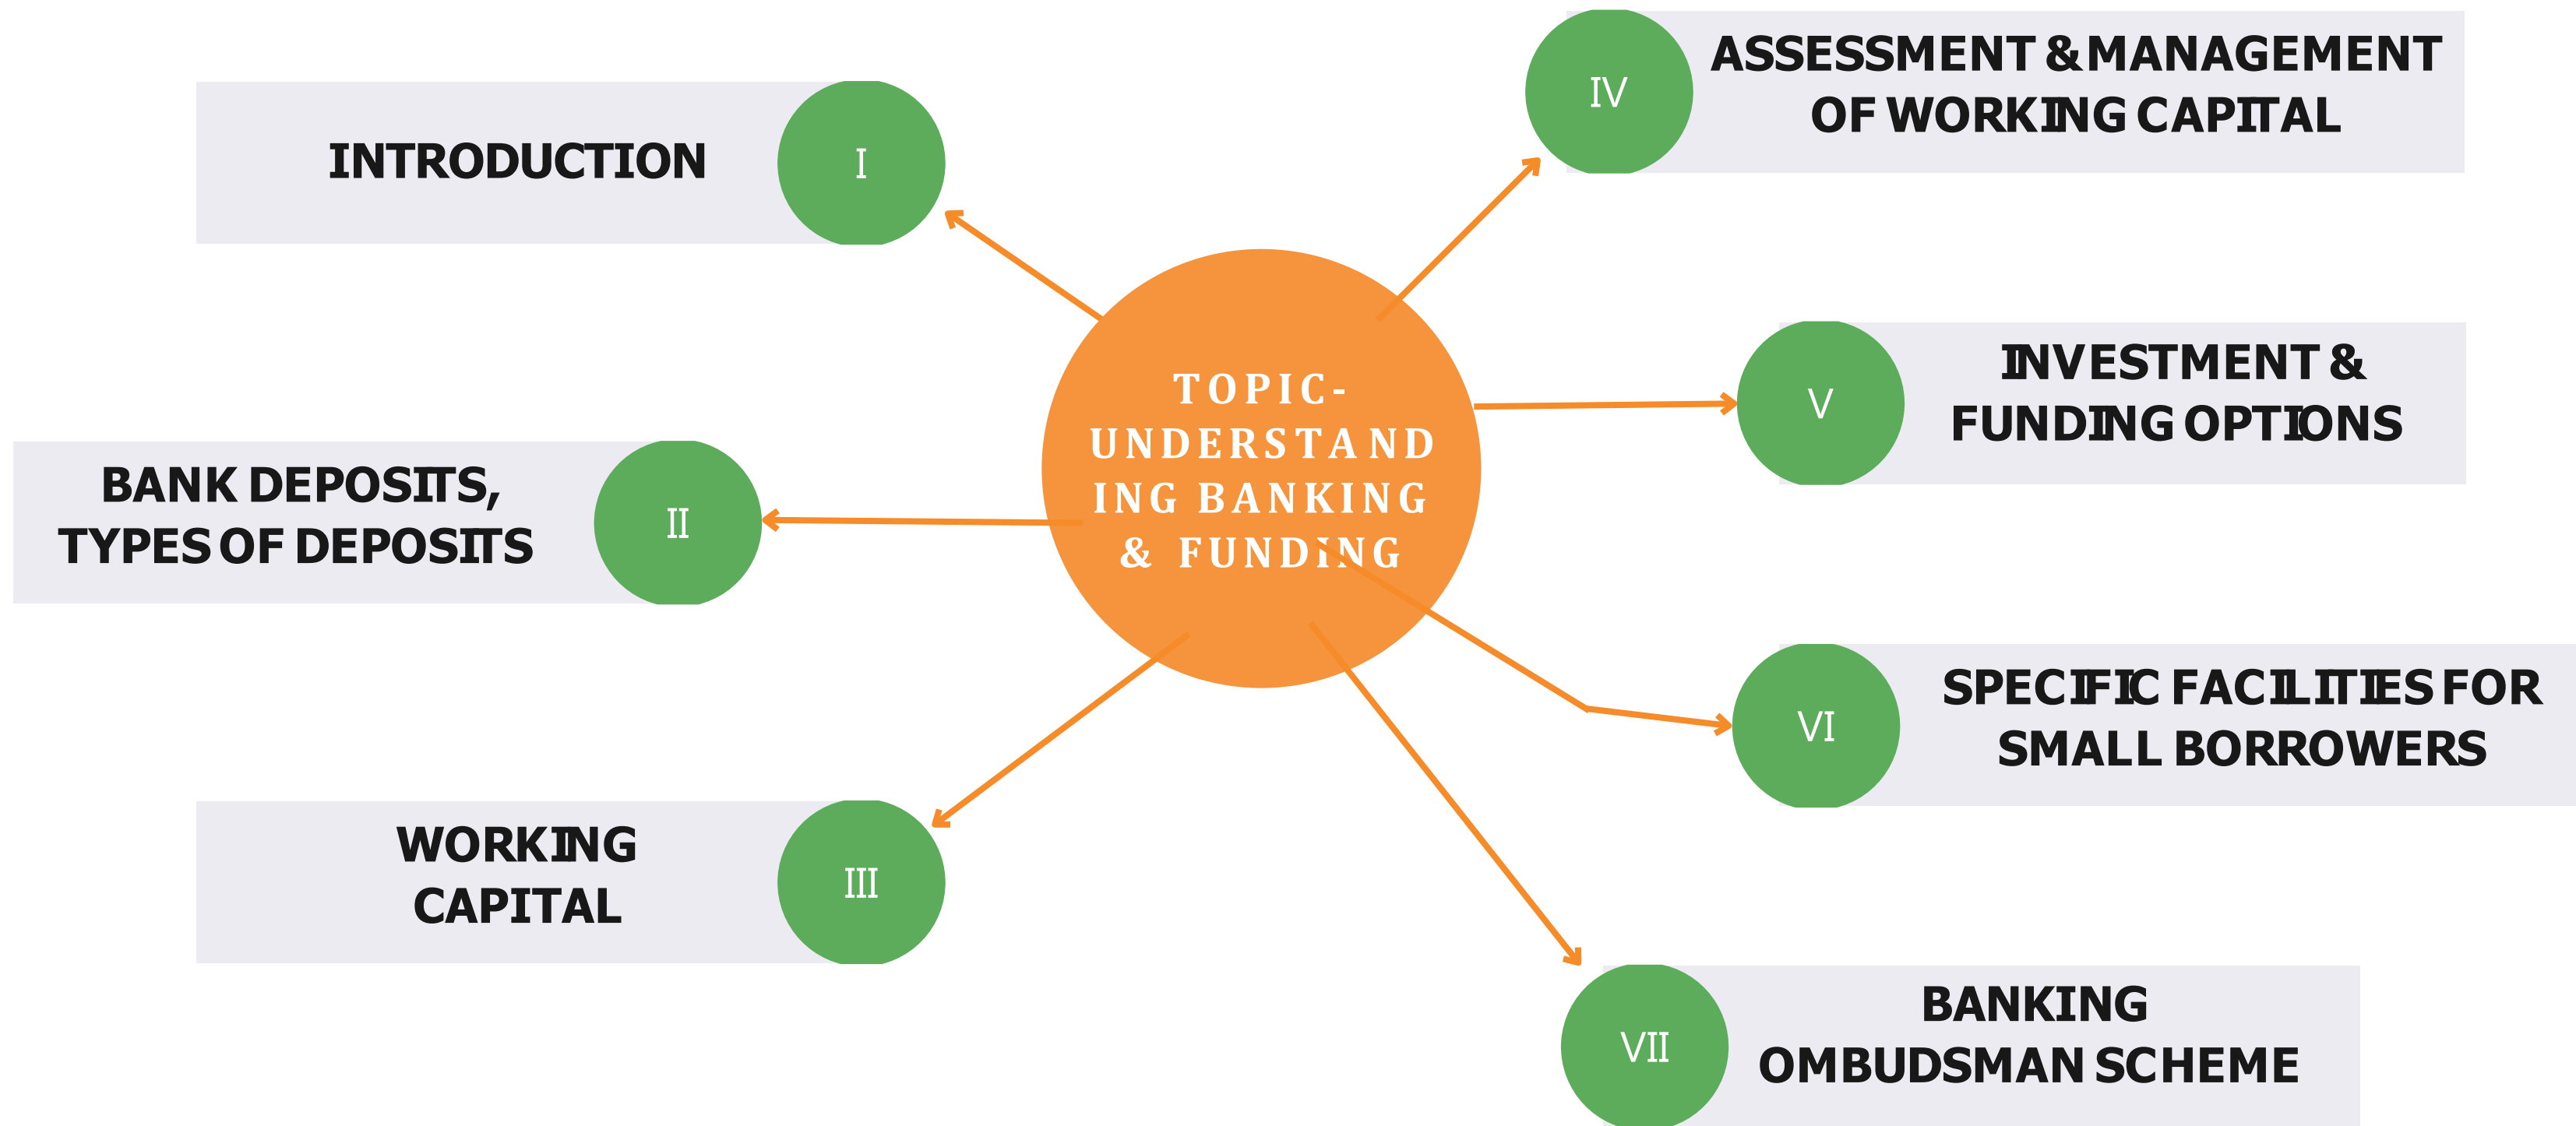 INTRODUCTION
I
BANK DEPOSITS,
TYPES OF DEPOSITS
II
WORKING
CAPITAL
III
TOPIC-
UNDERSTAND
ING BANKING
& FUNDING
IV
ASSESSMENT & MANAGEMENT
OF WORKING CAPITAL
V
INVESTMENT &
FUNDING OPTIONS
VI
SPECIFIC FACILITIES FOR
SMALL BORROWERS
VII
BANKING
OMBUDSMAN SCHEME